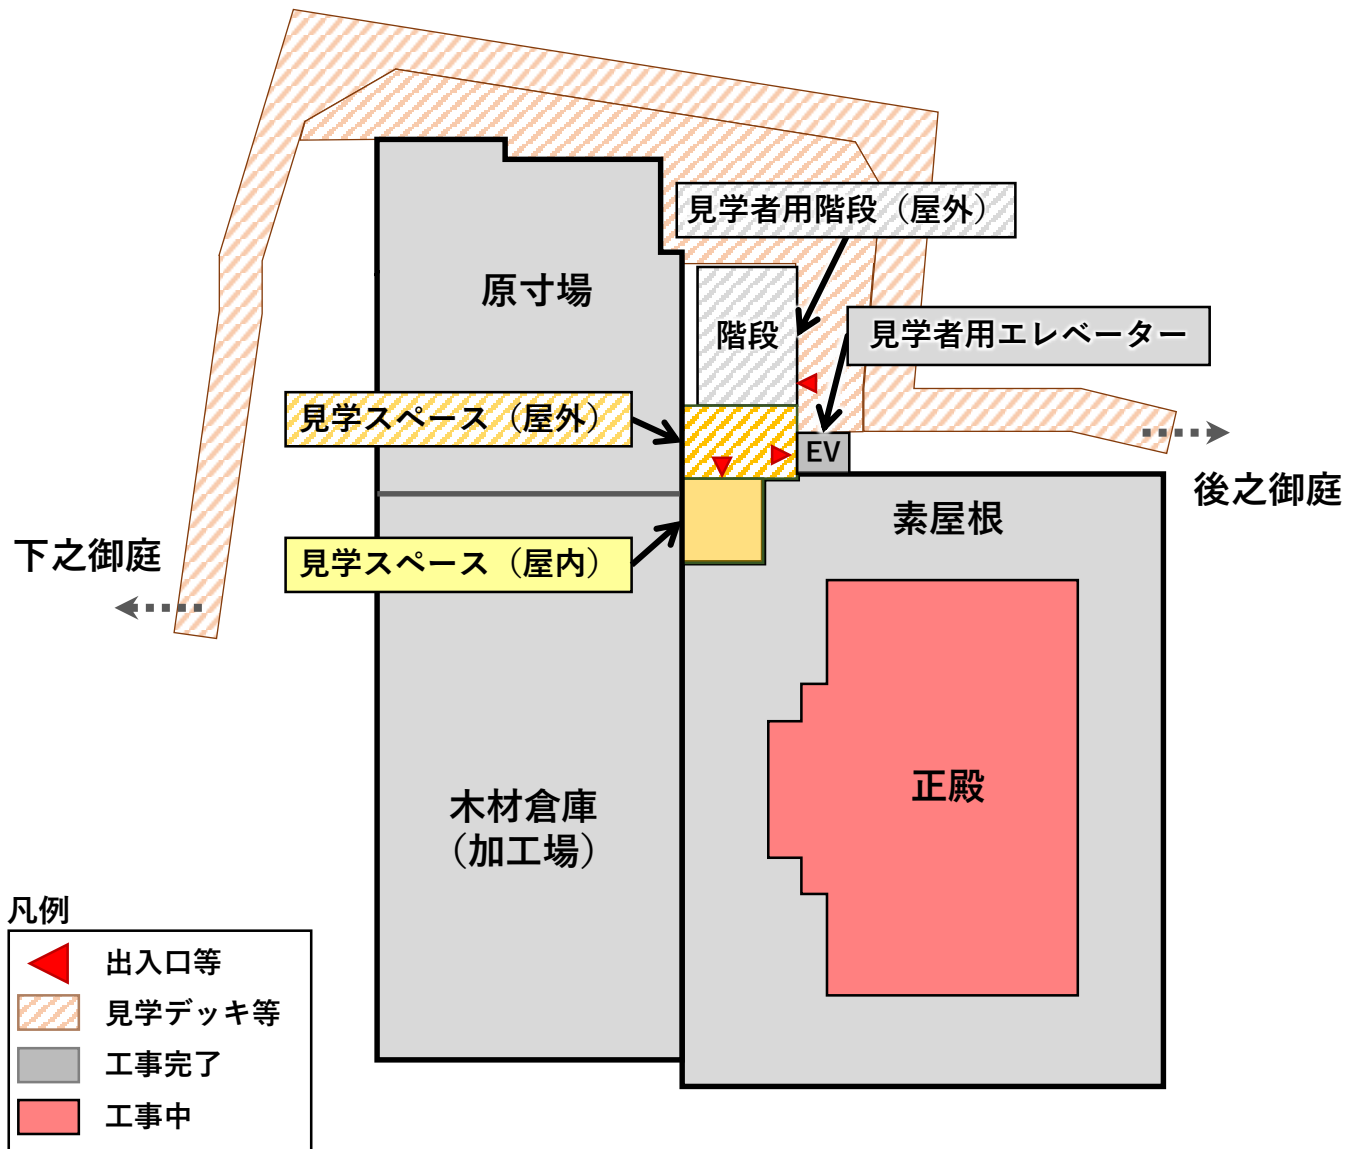 見学者用階段（屋外）
原寸場
階段
見学者用エレベーター
見学スペース（屋外）
EV
後之御庭
素屋根
下之御庭
見学スペース（屋内）
正殿
木材倉庫
（加工場）
凡例
出入口等
見学デッキ等
工事完了
工事中